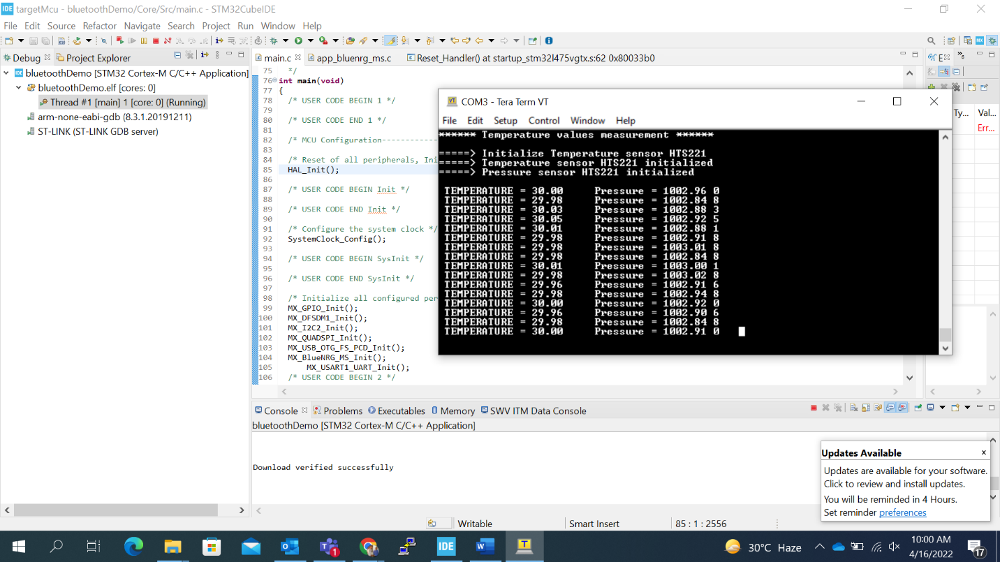 IDE targetMcu - bluetoothDemo/Core/Src/main.c - STM32CubeIDE
File Edit Source Refactor Navigate Search Project Run Window Help
Debug Project Explorer
bluetoothDemo [STM32 Cortex-M C/C++ Application]
bluetoothDemo.elf [cores: 0]
Thread #1 [main] 1 [core: 0] (Running)
arm-none-eabi-gdb (8.3.1.20191211)
ST-LINK (ST-LINK GDB server)
main.c app_bluenrg_ms.c Reset_Handler() at startup_stm32l475vgtx.s:62 0x80033b0
75 */
76 int main(void)
77 {
78 /* USER CODE BEGIN 1 */
79
80 /* USER CODE END 1 */
81
82 /* MCU Configuration------------
83
84 /* Reset of all peripherals, Ini
85 HAL_Init();
86
87 /* USER CODE BEGIN Init */
88
89 /* USER CODE END Init */
90
91 /* Configure the system clock */
92 SystemClock_Config();
93
94 /* USER CODE BEGIN SysInit */
95
96 /* USER CODE END SysInit */
97
98 /* Initialize all configured per
99 MX_GPIO_Init();
100 MX_DFSDM1_Init();
101 MX_I2C2_Init();
102 MX_QUADSPI_Init();
103 MX_USB_OTG_FS_PCD_Init();
104 MX_BlueNRG_MS_Init();
105 MX_USART1_UART_Init();
106 /* USER CODE BEGIN 2 */
VT COM3 - Tera Term VT
File Edit Setup Control Window Help
****** Temperature values measurement ******
=====> Initialize Temperature sensor HTS221
=====> Temperature sensor HTS221 initialized
=====> Pressure sensor HTS221 initialized
TEMPERATURE = 30.00 Pressure = 1002.96 0
TEMPERATURE = 29.98 Pressure = 1002.84 8
TEMPERATURE = 30.03 Pressure = 1002.88 3
TEMPERATURE = 30.05 Pressure = 1002.92 5
TEMPERATURE = 30.01 Pressure = 1002.88 1
TEMPERATURE = 29.98 Pressure = 1002.91 8
TEMPERATURE = 29.98 Pressure = 1003.01 8
TEMPERATURE = 29.98 Pressure = 1002.84 8
TEMPERATURE = 30.01 Pressure = 1003.00 1
TEMPERATURE = 29.98 Pressure = 1003.02 8
TEMPERATURE = 29.96 Pressure = 1002.91 6
TEMPERATURE = 29.98 Pressure = 1002.94 8
TEMPERATURE = 30.00 Pressure = 1002.92 0
TEMPERATURE = 29.96 Pressure = 1002.90 6
TEMPERATURE = 29.98 Pressure = 1002.84 8
TEMPERATURE = 30.00 Pressure = 1002.91 0
Ty... Val...
Err...
Console Problems Executables Memory SWV ITM Data Console
bluetoothDemo [STM32 Cortex-M C/C++ Application]
Download verified successfully
Updates Available x
Updates are available for your software.
Click to review and install updates.
You will be reminded in 4 Hours.
Set reminder preferences
Writable Smart Insert 85 : 1 : 2556
1 IDE 30°C Haze 10:00 AM
4/16/2022
17